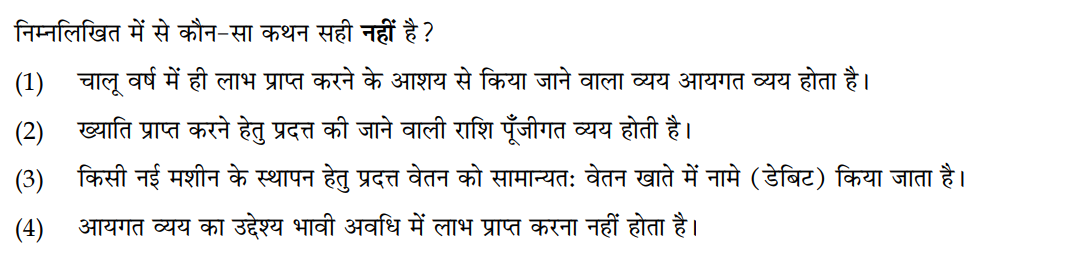 निम्नलिखित में से कौन-सा कथन सही नहीं है?
(1) चालू वर्ष में ही लाभ प्राप्त करने के आशय से किया जाने वाला व्यय आयगत व्यय होता है।
(2) ख्याति प्राप्त करने हेतु प्रदत्त की जाने वाली राशि पूँजीगत व्यय होती है।
(3) किसी नई मशीन के स्थापन हेतु प्रदत्त वेतन को सामान्यतः वेतन खाते में नामे (डेबिट) किया जाता है।
(4) आयगत व्यय का उद्देश्य भावी अवधि में लाभ प्राप्त करना नहीं होता है।